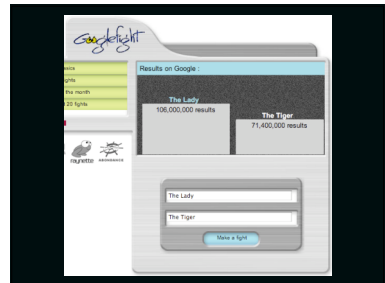 Googlefight
Results on Google :
the month
20 fights
The Lady
106,000,000 results
The Tiger
71,400,000 results
raynette
The Lady
The Tiger
Make a fight